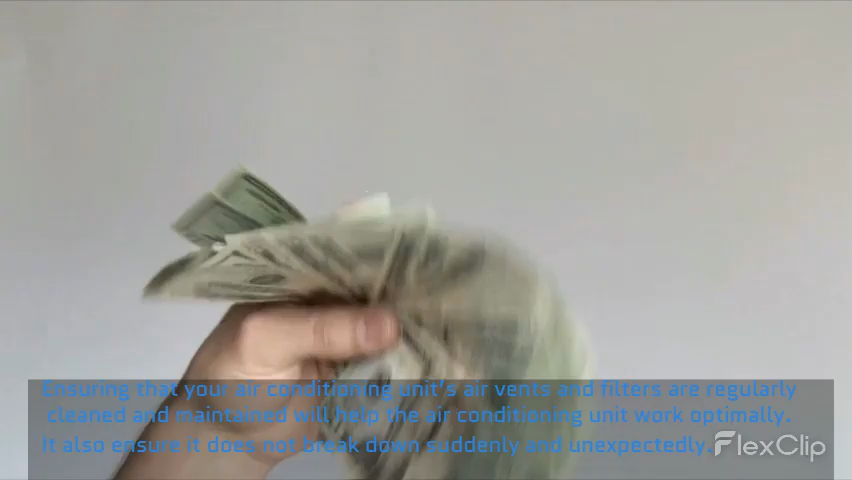 Ensuring that your air conditioning unit's air vents and filters are regularly
cleaned and maintained will help the air conditioning unit work optimally.
It also ensure it does not break down suddenly and unexpectedly.
FlexClip